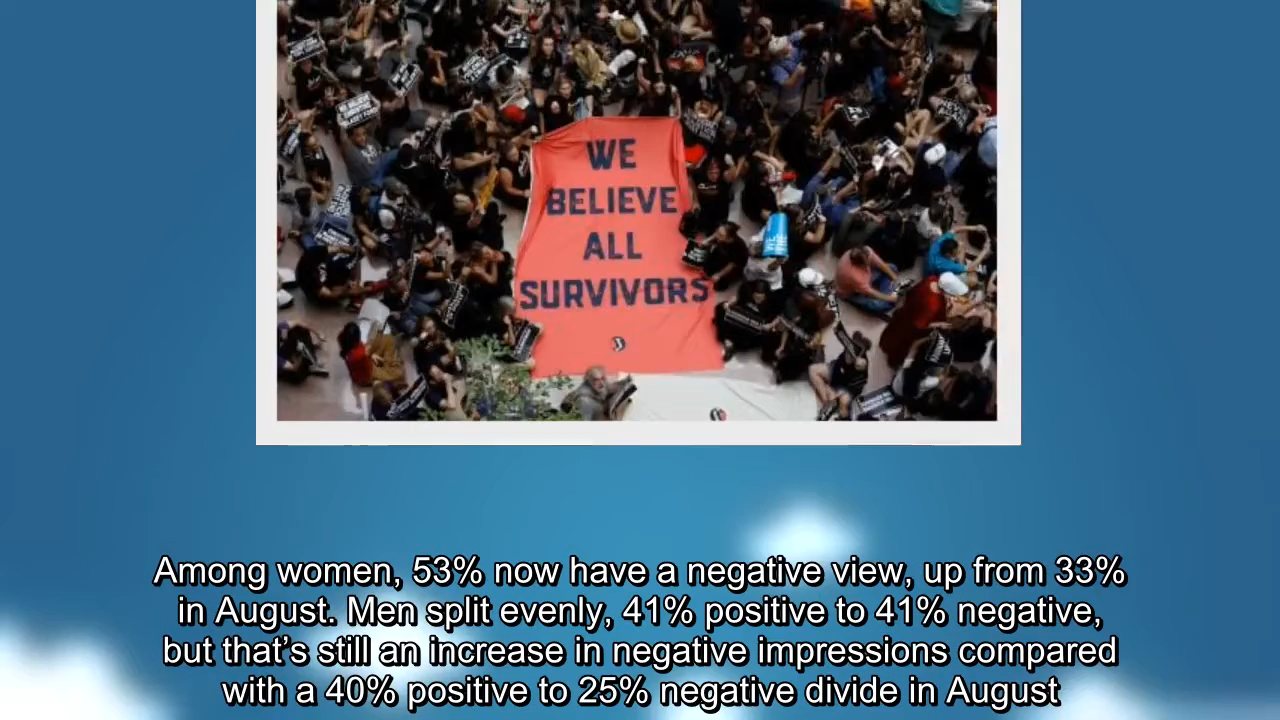 WE
BELIEVE
ALL
SURVIVORS
Among women, 53% now have a negative view, up from 33%
in August. Men split evenly, 41% positive to 41% negative,
but that's still an increase in negative impressions compared
with a 40% positive to 25% negative divide in August